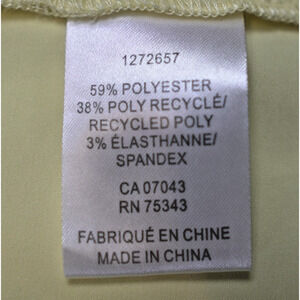 1272657
59% POLYESTER
38% POLY RECYCLÉ/
RECYCLED POLY
3% ÉLASTHANNE/
SPANDEX
CA 07043
RN 75343
FABRIQUÉ EN CHINE
MADE IN CHINA